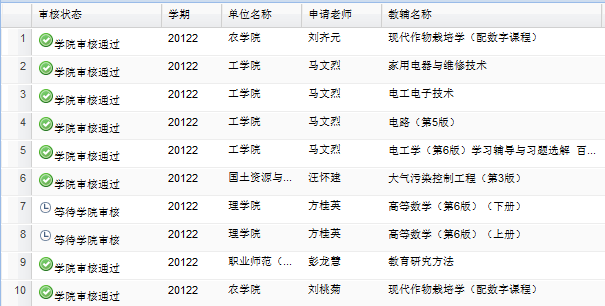 审核状态 学期 单位名称 申请老师 教辅名称
1 学院审核通过 20122 农学院 刘齐元 现代作物栽培学（配数字课程）
2 学院审核通过 20122 工学院 马文烈 家用电器与维修技术
3 学院审核通过 20122 工学院 马文烈 电工电子技术
4 学院审核通过 20122 工学院 马文烈 电路（第5版）
5 学院审核通过 20122 工学院 马文烈 电工学（第6版）学习辅导与习题选解 百...
6 学院审核通过 20122 国土资源与... 汪怀建 大气污染控制工程（第3版）
7 等待学院审核 20122 理学院 方桂英 高等数学（第6版）（下册）
8 等待学院审核 20122 理学院 方桂英 高等数学（第6版）（上册）
9 学院审核通过 20122 职业师范（... 彭龙慧 教育研究方法
10 学院审核通过 20122 农学院 刘桃菊 现代作物栽培学（配数字课程）